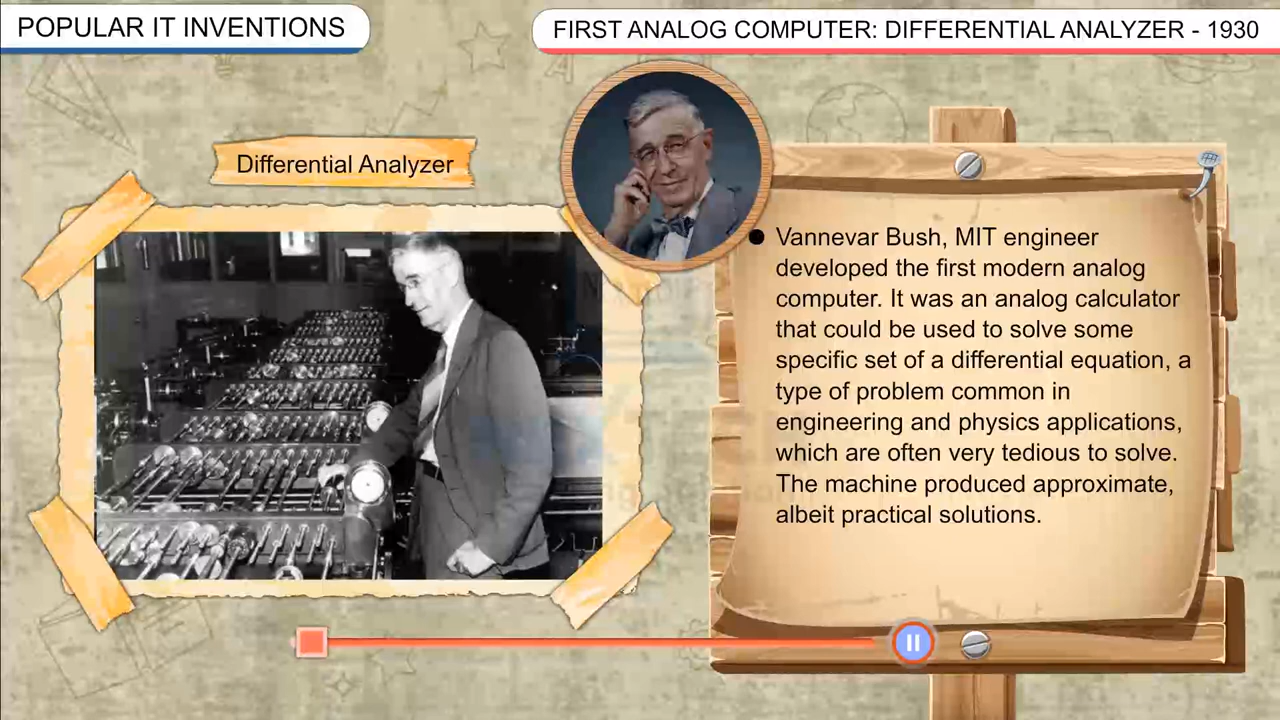 POPULAR IT INVENTIONS
FIRST ANALOG COMPUTER: DIFFERENTIAL ANALYZER - 1930
Differential Analyzer
Vannevar Bush, MIT engineer
developed the first modern analog
computer. It was an analog calculator
that could be used to solve some
specific set of a differential equation, a
type of problem common in
engineering and physics applications,
which are often very tedious to solve.
The machine produced approximate,
albeit practical solutions.